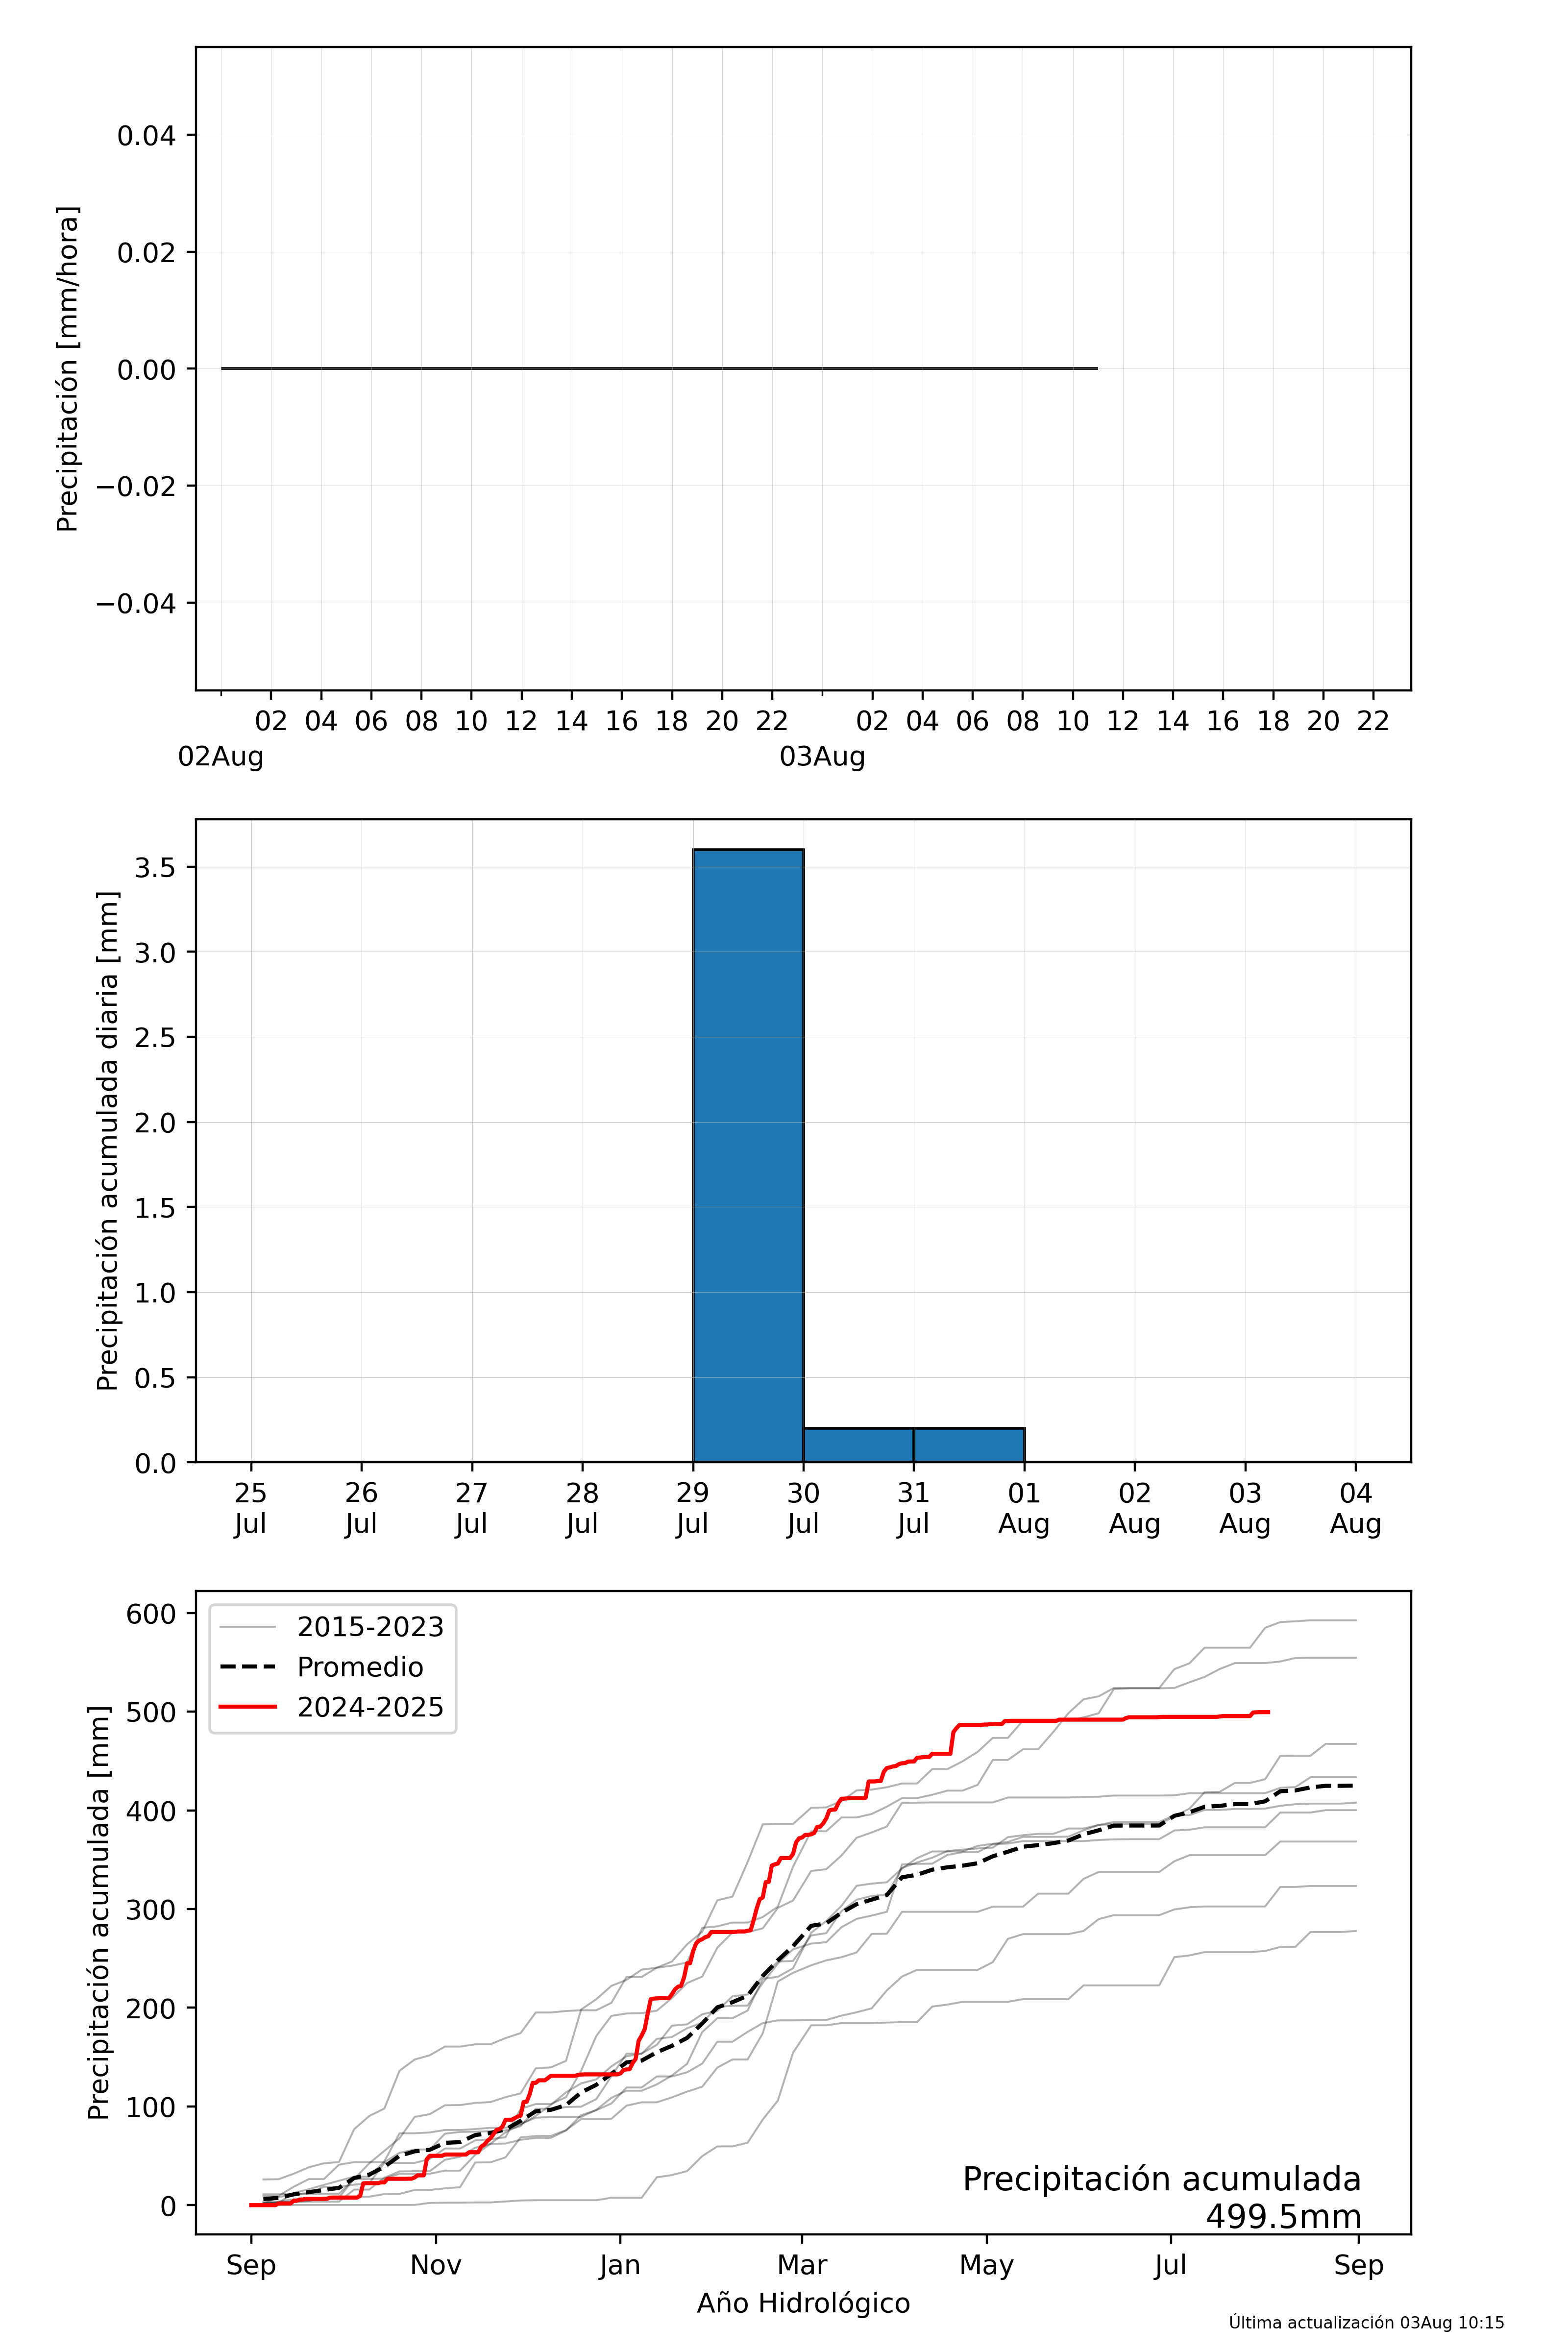 Precipitación [mm/hora]
0.04
0.02
0.00
−0.02
−0.04
02 04 06 08 10 12 14 16 18 20 22 02 04 06 08 10 12 14 16 18 20 22
02Aug 03Aug
Precipitación acumulada diaria [mm]
3.5
3.0
2.5
2.0
1.5
1.0
0.5
0.0
25 26 27 28 29 30 31 01 02 03 04
Jul Jul Jul Jul Jul Jul Jul Aug Aug Aug Aug
Precipitación acumulada [mm]
600
500
400
300
200
100
0
2015-2023
Promedio
2024-2025
Precipitación acumulada
499.5mm
Sep Nov Jan Mar May Jul Sep
Año Hidrológico
Última actualización 03Aug 10:15